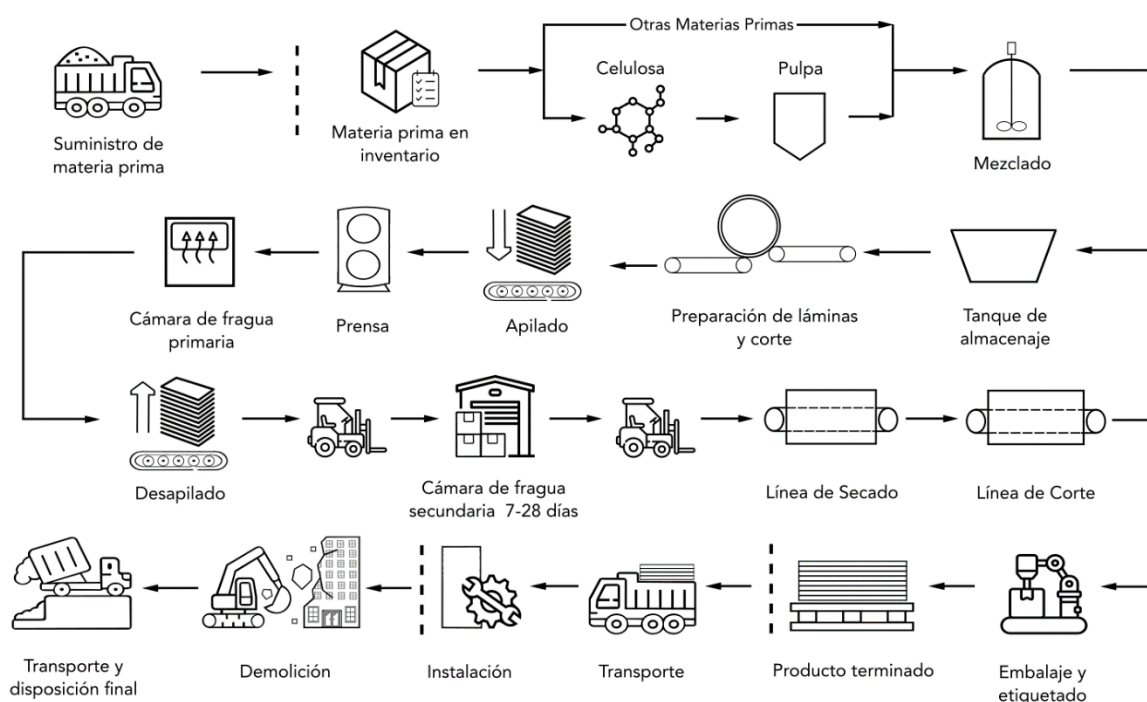 Otras Materias Primas
Celulosa
Pulpa
Suministro de
materia prima
Materia prima en
inventario
Mezclado
Cámara de fragua
primaria
Prensa
Apilado
Preparación de láminas
y corte
Tanque de
almacenaje
Desapilado
Cámara de fragua
secundaria 7-28 días
Línea de Secado
Línea de Corte
Transporte y
disposición final
Demolición
Instalación
Transporte
Producto terminado
Embalaje y
etiquetado